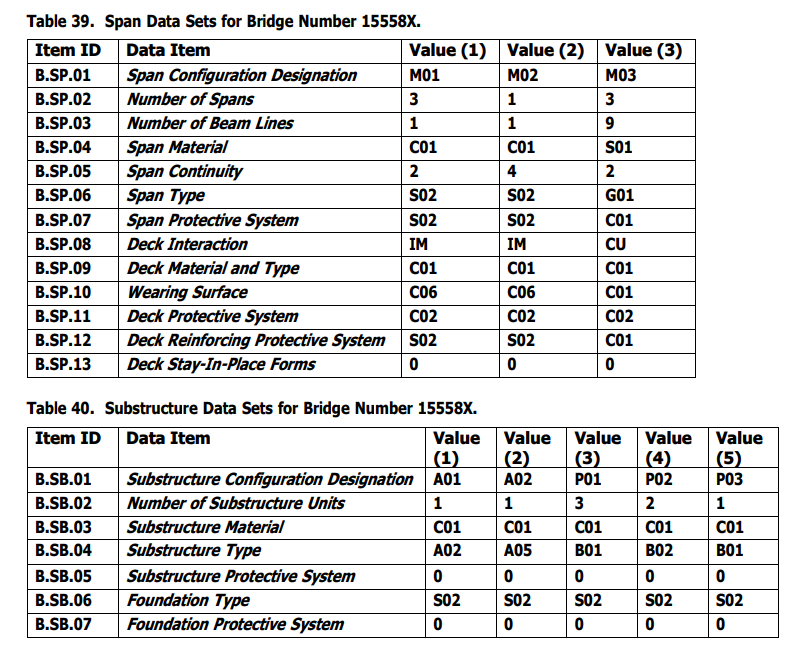 Table 39. Span Data Sets for Bridge Number 15558X.
Item ID Data Item Value (1) Value (2) Value (3)
B.SP.01 Span Configuration Designation M01 M02 M03
B.SP.02 Number of Spans 3 1 3
B.SP.03 Number of Beam Lines 1 1 9
B.SP.04 Span Material C01 C01 S01
B.SP.05 Span Continuity 2 4 2
B.SP.06 Span Type S02 S02 G01
B.SP.07 Span Protective System S02 S02 C01
B.SP.08 Deck Interaction IM IM CU
B.SP.09 Deck Material and Type C01 C01 C01
B.SP.10 Wearing Surface C06 C06 C01
B.SP.11 Deck Protective System C02 C02 C02
B.SP.12 Deck Reinforcing Protective System S02 S02 C01
B.SP.13 Deck Stay-In-Place Forms 0 0 0
Table 40. Substructure Data Sets for Bridge Number 15558X.
Item ID Data Item Value (1) Value (2) Value (3) Value (4) Value (5)
B.SB.01 Substructure Configuration Designation A01 A02 P01 P02 P03
B.SB.02 Number of Substructure Units 1 1 3 2 1
B.SB.03 Substructure Material C01 C01 C01 C01 C01
B.SB.04 Substructure Type A02 A05 B01 B02 B01
B.SB.05 Substructure Protective System 0 0 0 0 0
B.SB.06 Foundation Type S02 S02 S02 S02 S02
B.SB.07 Foundation Protective System 0 0 0 0 0